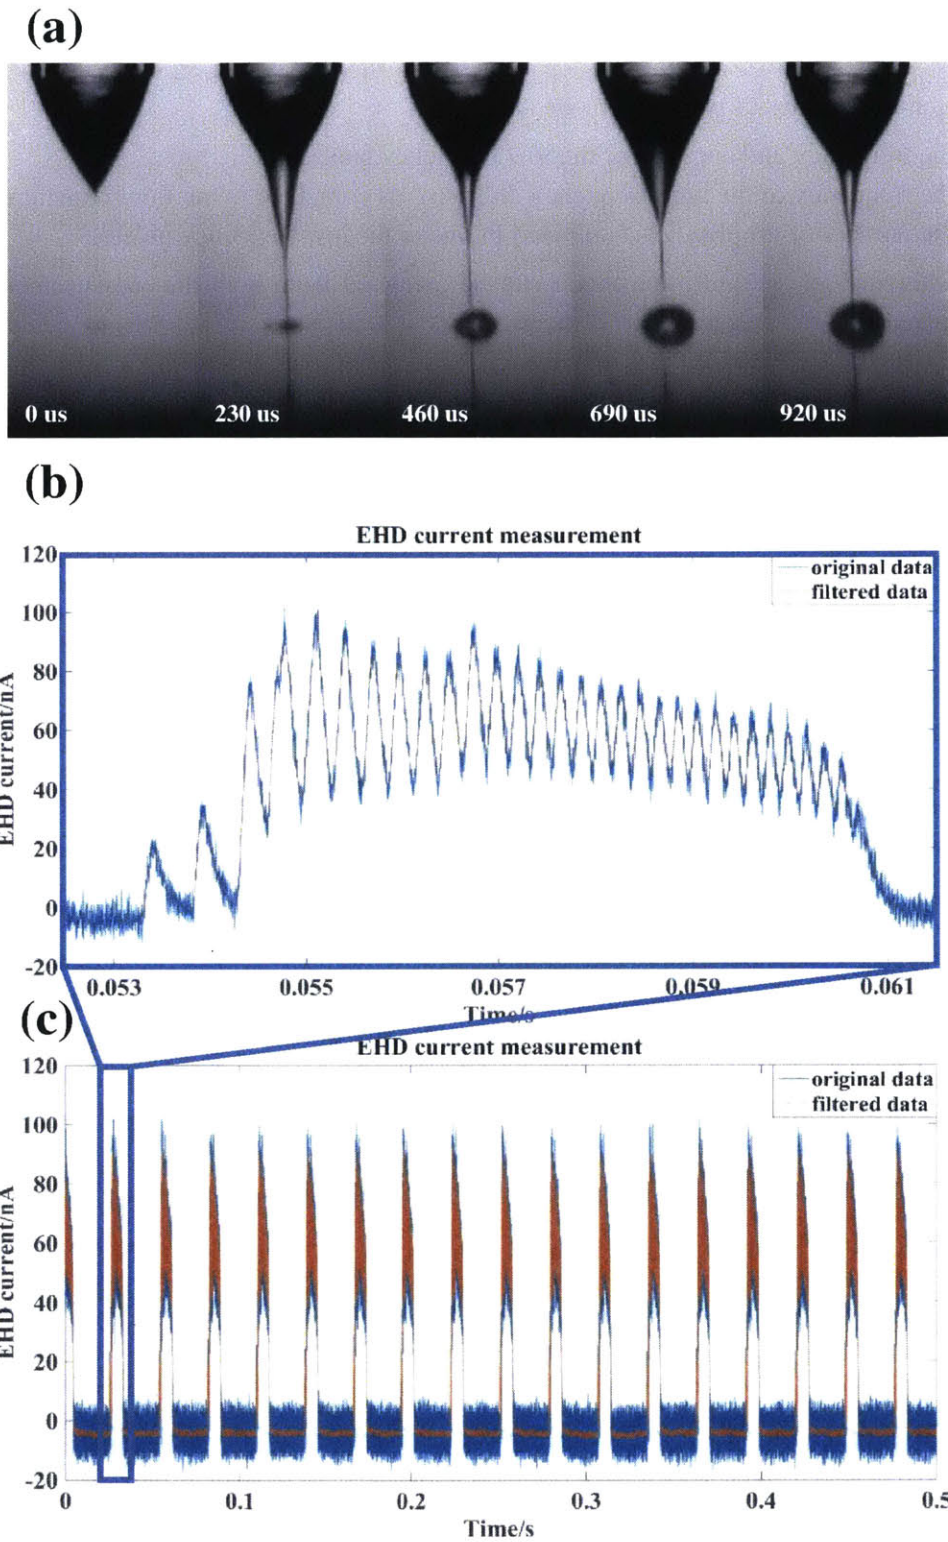 (a)
0 us 230 us 460 us 690 us 920 us
(b)
EHD current measurement
original data
filtered data
120
100
80
60
40
20
0
-20
EHD current/nA
0.053 0.055 0.057 0.059 0.061
Time/s
(c)
EHD current measurement
original data
filtered data
120
100
80
60
40
20
0
-20
EHD current/nA
0 0.1 0.2 0.3 0.4 0.5
Time/s